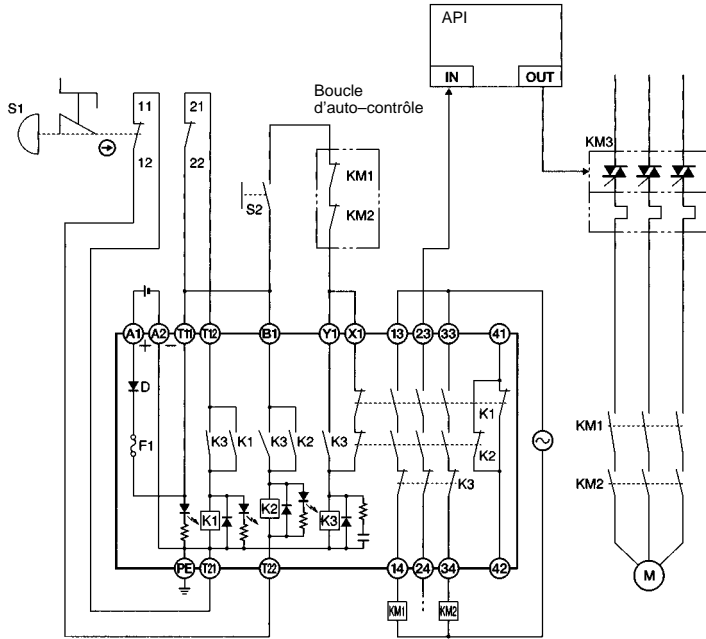 API
IN OUT
Boucle
d'auto–contrôle
S1
11 21
12 22
KM3
KM1
KM2
S2
A1 A2 T11 T12 B1 Y1 X1 13 23 33 41
+ –
D
F1
K3 K1 K3 K2 K3
K1
K2
K3
K1 K2 K3
PE T21 T22 14 24 34 42
KM1 KM2
KM1
KM2
M